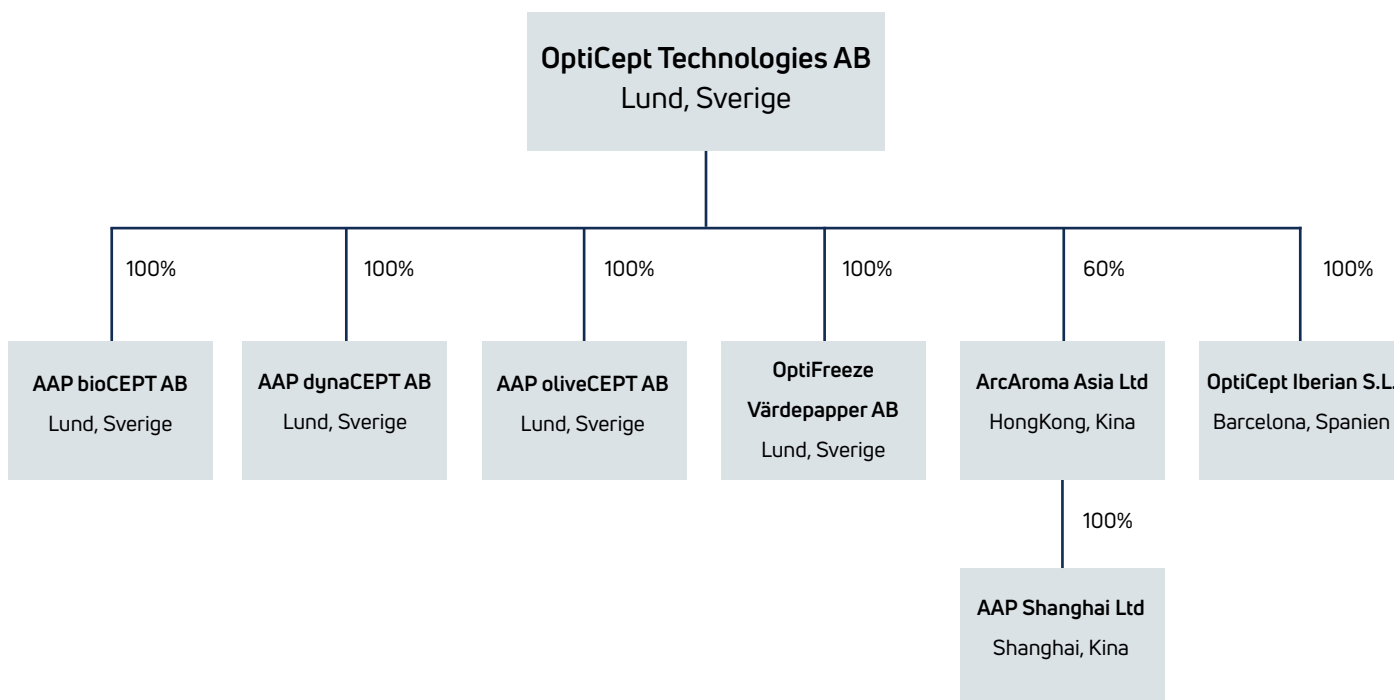 OptiCept Technologies AB
Lund, Sverige
100%
100%
100%
100%
60%
100%
AAP bioCEPT AB
Lund, Sverige
AAP dynaCEPT AB
Lund, Sverige
AAP oliveCEPT AB
Lund, Sverige
OptiFreeze
Värdepapper AB
Lund, Sverige
ArcAroma Asia Ltd
HongKong, Kina
OptiCept Iberian S.L.
Barcelona, Spanien
100%
AAP Shanghai Ltd
Shanghai, Kina